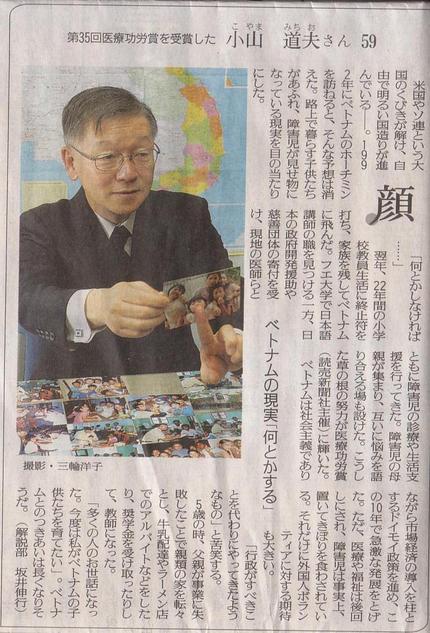 第35回医療功労賞を受賞した 小山 道夫さん 59
こやま みちお
顔
米国やソ連という大
国のくびきが解け、自
由で明るい国造りが進
んでいる——。199
2年にベトナムのホーチミン
を訪ねると、そんな予想は消
えた。路上で暮らす子供たち
があふれ、障害児が見せ物に
なっている現実を目の当たり
にした。
「何とかしなければ
……」
翌年、22年間の小学
校教員生活に終止符を
打ち、家族を残してベトナム
に飛んだ。フエ大学で日本語
講師の職を見つける一方、日
本の政府開発援助や
慈善団体の寄付を受
け、現地の医師らと
ベトナムの現実「何とかする」
ともに障害児の診療や生活支
援を行ってきた。障害児の母
親が集まり、互いに悩みを語
り合える場も設けた。こうし
た草の根の努力が医療功労賞
（読売新聞社主催）に輝いた。
ベトナムは社会主義であり
ながら市場経済の導入を柱と
するドイモイ政策を進め、こ
の10年で急激な発展をとげ
た。ただ、医療や福祉は後回
しにされ、障害児は事実上、
置いてきぼりを食わされてい
る。それだけに外国人ボラン
ティアに対する期待
も大きい。
「行政がすべきこ
とを代わりにやってきたよう
なもの」と苦笑する。
5歳の時、父親が事業に失
敗したことで親類の家を転々
とし、牛乳配達やラーメン店
でのアルバイトなどをした
り、奨学金を受け取ったりし
て、教師になった。
「多くの人のお世話になっ
た。今度は私がベトナムの子
供たちを育てたい」。ベトナ
ムとのつきあいは長くなりそ
うだ。（解説部 坂井伸行）
撮影・三輪洋子